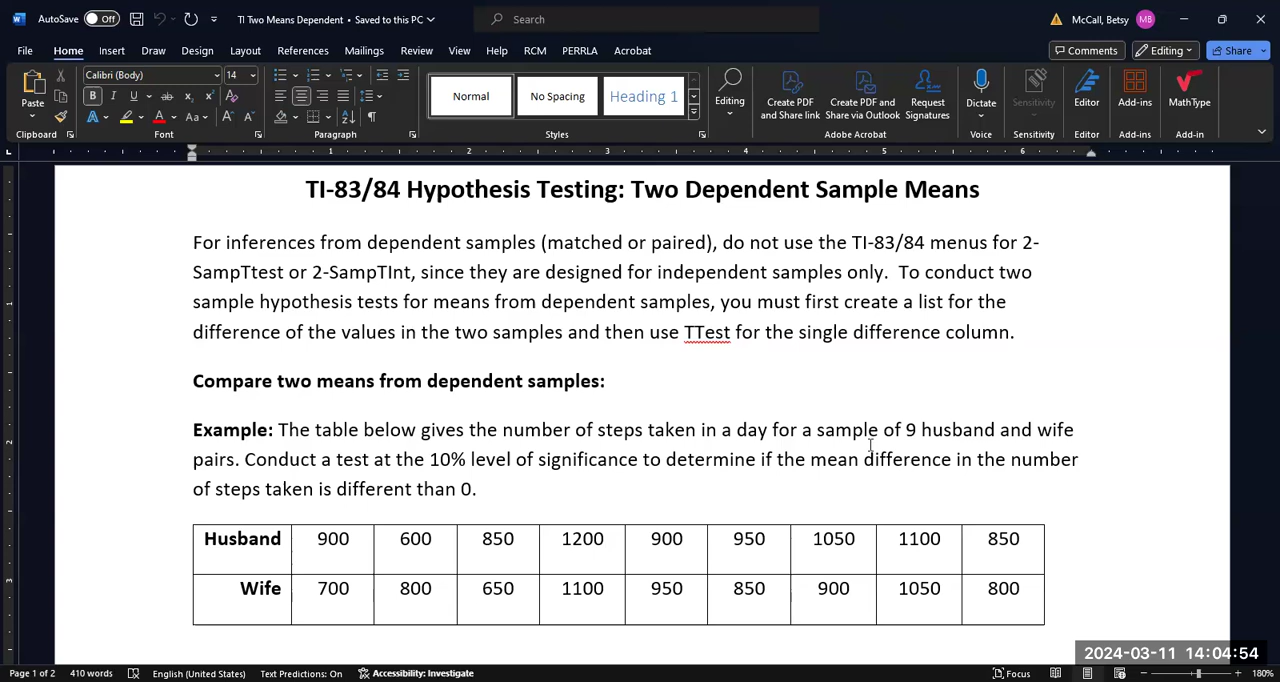 AutoSave Off TI Two Means Dependent • Saved to this PC Search McCall, Betsy MB
File Home Insert Draw Design Layout References Mailings Review View Help RCM PERRLA Acrobat Comments Editing Share
Paste Calibri (Body) 14 Normal No Spacing Heading 1 Editing Create PDF and Share link Create PDF and Share via Outlook Request Signatures Dictate Sensitivity Editor Add-ins MathType
B I U ab x₂ x² A A Aa A A
Clipboard Font Paragraph Styles Adobe Acrobat Voice Sensitivity Editor Add-ins Add-in
1 2 3 4 5 6
TI-83/84 Hypothesis Testing: Two Dependent Sample Means
For inferences from dependent samples (matched or paired), do not use the TI-83/84 menus for 2-
SampTtest or 2-SampTInt, since they are designed for independent samples only. To conduct two
sample hypothesis tests for means from dependent samples, you must first create a list for the
difference of the values in the two samples and then use TTest for the single difference column.
Compare two means from dependent samples:
Example: The table below gives the number of steps taken in a day for a sample of 9 husband and wife
pairs. Conduct a test at the 10% level of significance to determine if the mean difference in the number
of steps taken is different than 0.
Husband 900 600 850 1200 900 950 1050 1100 850
Wife 700 800 650 1100 950 850 900 1050 800
2024-03-11 14:04:54
Page 1 of 2 410 words English (United States) Text Predictions: On Accessibility: Investigate Focus 180%